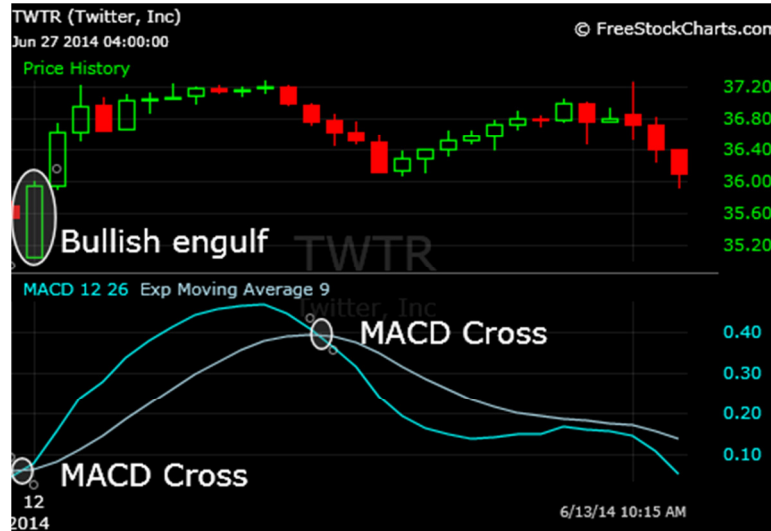 TWTR (Twitter, Inc)
© FreeStockCharts.com
Jun 27 2014 04:00:00
Price History
37.20
36.80
36.40
36.00
35.60
35.20
Bullish engulf
TWTR
Twitter, Inc
MACD 12 26 Exp Moving Average 9
MACD Cross
0.40
0.30
0.20
0.10
MACD Cross
12
2014
6/13/14 10:15 AM